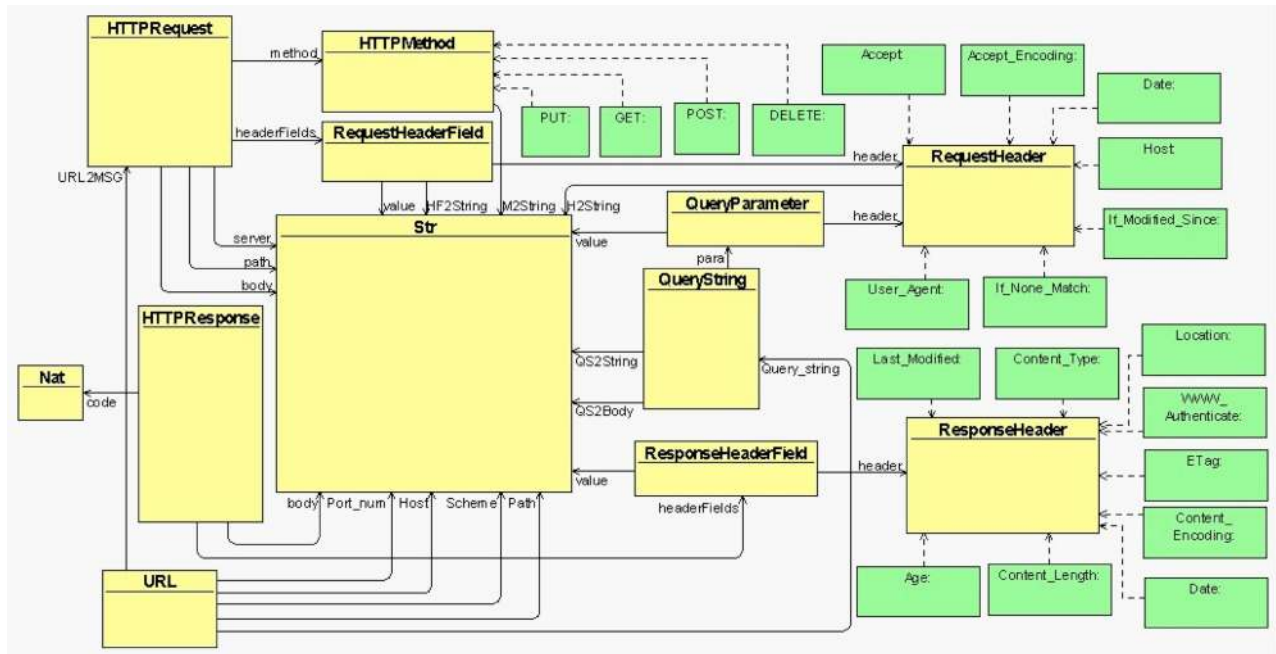 HTTPRequest
HTTPMethod
method
Accept
Accept_Encoding:
Date:
PUT:
GET:
POST:
DELETE:
headerFields
RequestHeaderField
header
RequestHeader
Host
URL2MSG
value
HF2String
M2String
H2String
QueryParameter
header
If_Modified_Since:
Str
server
value
path
para
body
QueryString
User_Agent:
If_None_Match:
HTTPResponse
Location:
QS2String
Query_string
Last_Modified:
Content_Type:
Nat
code
QS2Body
WWW_
Authenticate:
ResponseHeader
ResponseHeaderField
header
ETag:
value
body
Port_num
Host
Scheme
Path
headerFields
Content_
Encoding:
URL
Age:
Content_Length:
Date: